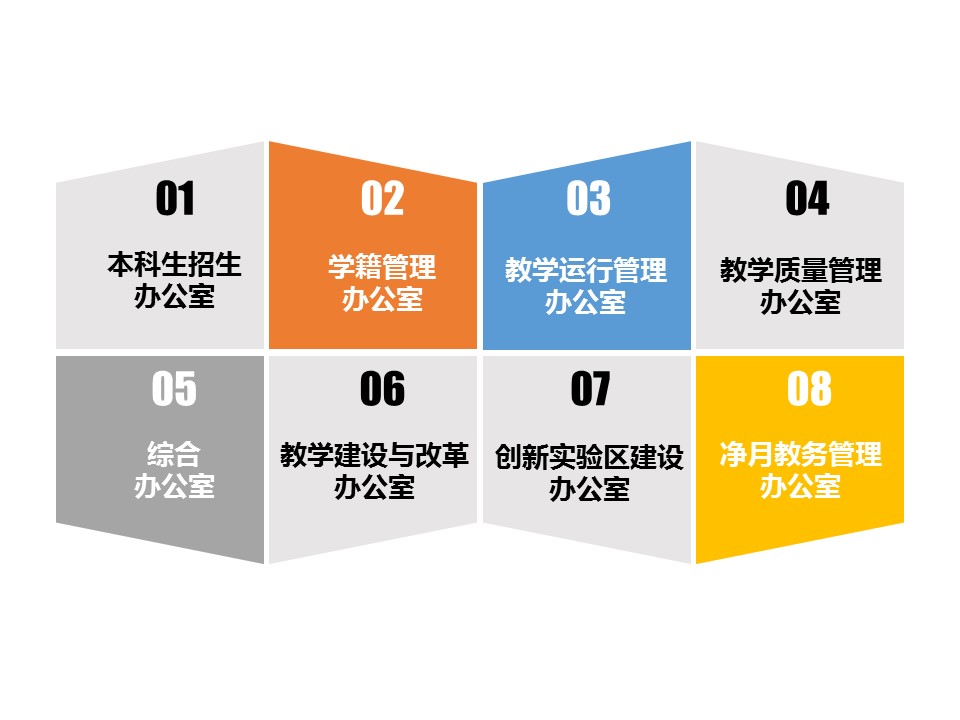 01
本科生招生
办公室
02
学籍管理
办公室
03
教学运行管理
办公室
04
教学质量管理
办公室
05
综合
办公室
06
教学建设与改革
办公室
07
创新实验区建设
办公室
08
净月教务管理
办公室